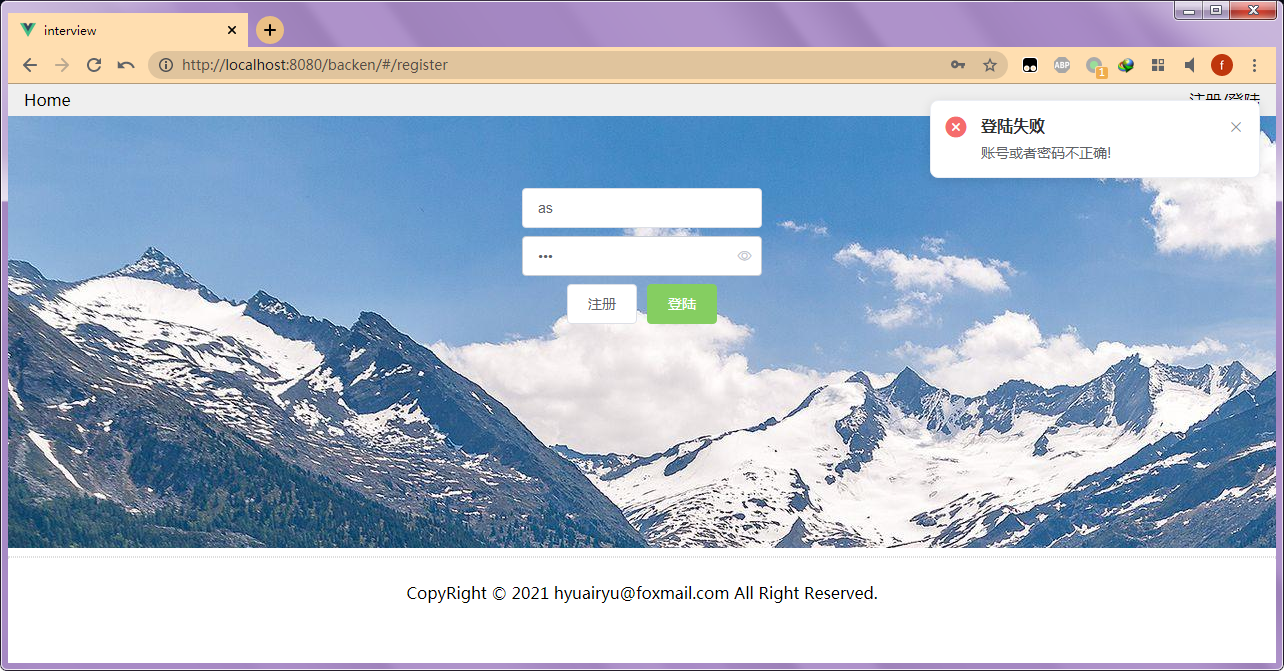 interview
http://localhost:8080/backen/#/register
ABP
1
f
Home
注册/登陆
登陆失败
账号或者密码不正确!
as
•••
注册
登陆
CopyRight © 2021 hyuairyu@foxmail.com All Right Reserved.